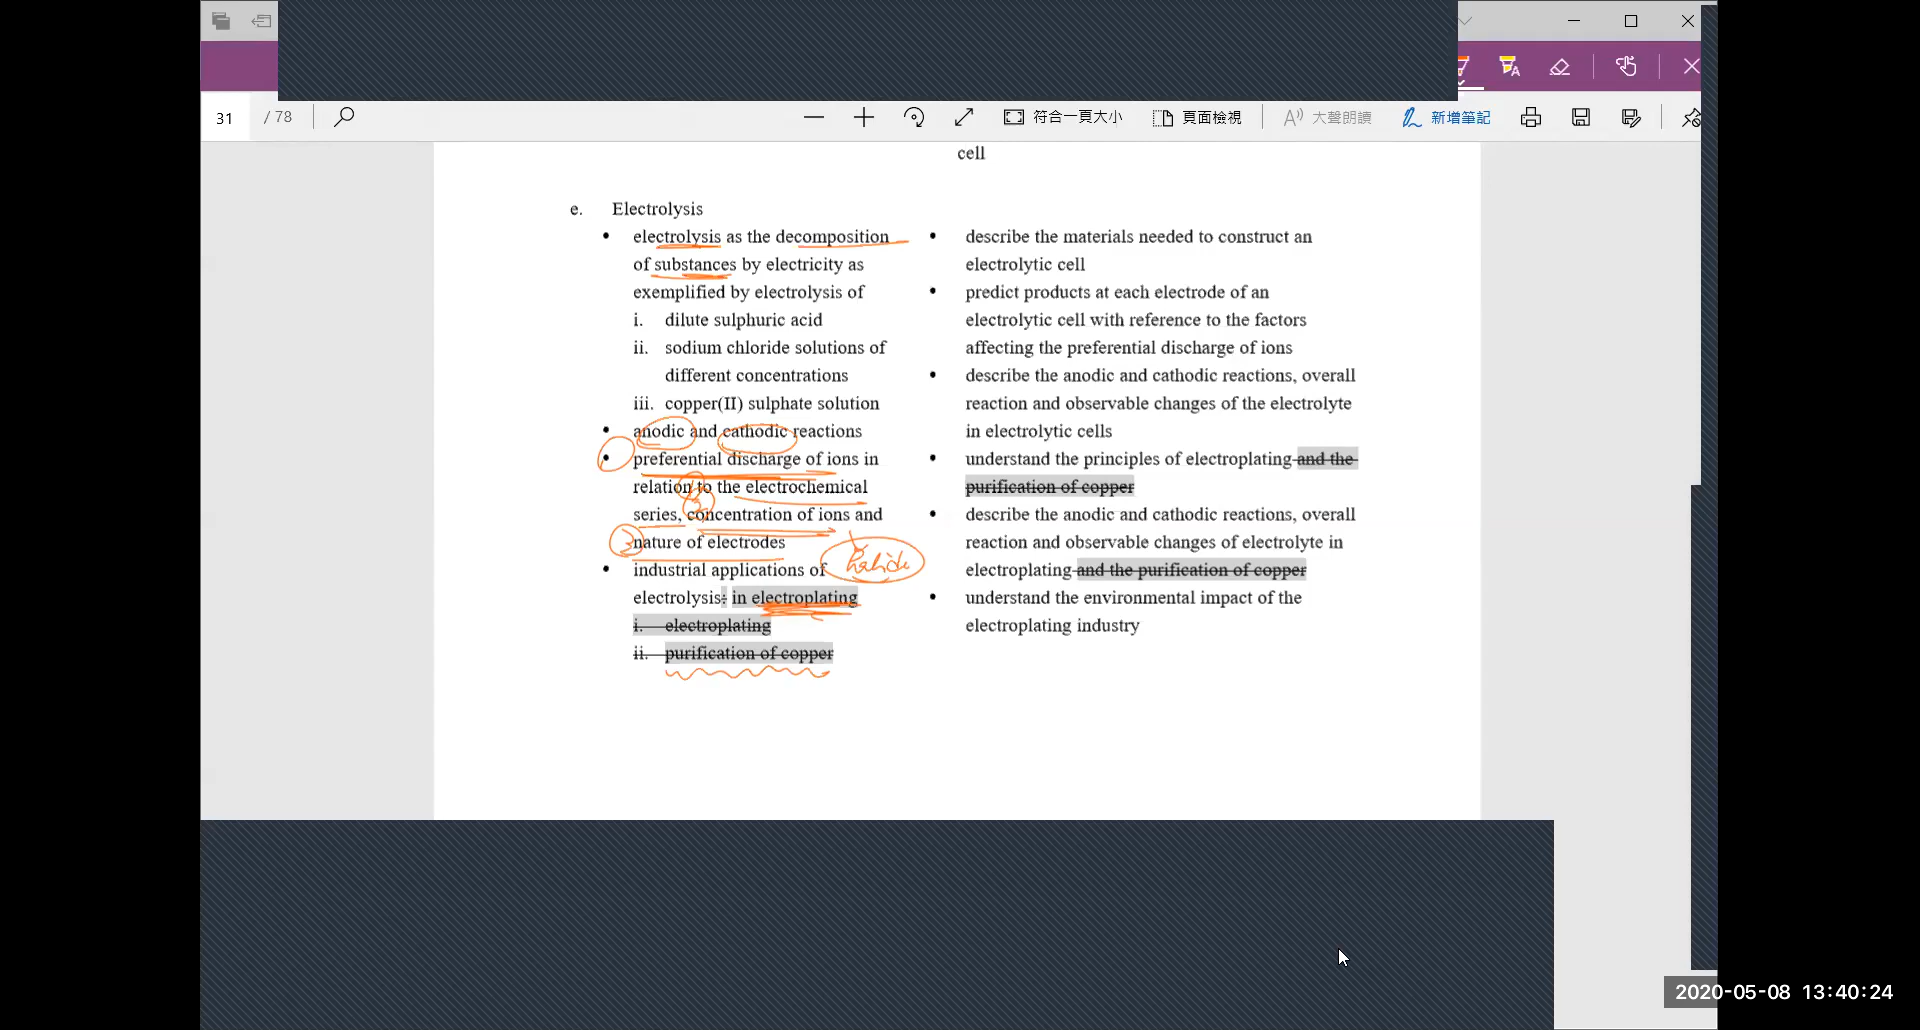 31 / 78 符合一頁大小 頁面檢視 大聲朗讀 新增筆記
cell
e. Electrolysis
• electrolysis as the decomposition
of substances by electricity as
exemplified by electrolysis of
i. dilute sulphuric acid
ii. sodium chloride solutions of
different concentrations
iii. copper(II) sulphate solution
• anodic and cathodic reactions
• preferential discharge of ions in
relation to the electrochemical
series, concentration of ions and
nature of electrodes
halide
• industrial applications of
electrolysis: in electroplating
i. electroplating
ii. purification of copper
• describe the materials needed to construct an
electrolytic cell
• predict products at each electrode of an
electrolytic cell with reference to the factors
affecting the preferential discharge of ions
• describe the anodic and cathodic reactions, overall
reaction and observable changes of the electrolyte
in electrolytic cells
• understand the principles of electroplating and the
purification of copper
• describe the anodic and cathodic reactions, overall
reaction and observable changes of electrolyte in
electroplating and the purification of copper
• understand the environmental impact of the
electroplating industry
2020-05-08 13:40:24